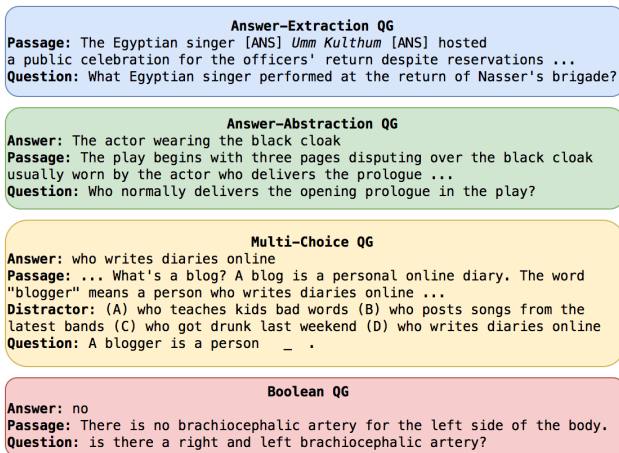 Answer-Extraction QG
Passage: The Egyptian singer [ANS] Umm Kulthum [ANS] hosted
a public celebration for the officers' return despite reservations ...
Question: What Egyptian singer performed at the return of Nasser's brigade?
Answer-Abstraction QG
Answer: The actor wearing the black cloak
Passage: The play begins with three pages disputing over the black cloak
usually worn by the actor who delivers the prologue ...
Question: Who normally delivers the opening prologue in the play?
Multi-Choice QG
Answer: who writes diaries online
Passage: ... What's a blog? A blog is a personal online diary. The word
"blogger" means a person who writes diaries online ...
Distractor: (A) who teaches kids bad words (B) who posts songs from the
latest bands (C) who got drunk last weekend (D) who writes diaries online
Question: A blogger is a person _ .
Boolean QG
Answer: no
Passage: There is no brachiocephalic artery for the left side of the body.
Question: is there a right and left brachiocephalic artery?